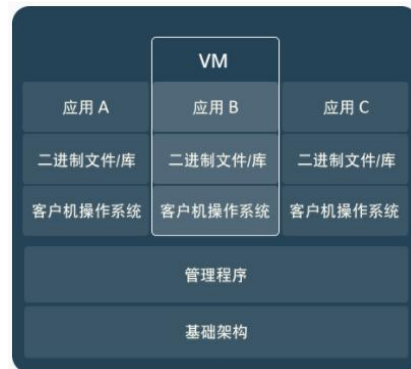 VM
应用 A 应用 B 应用 C
二进制文件/库 二进制文件/库 二进制文件/库
客户机操作系统 客户机操作系统 客户机操作系统
管理程序
基础架构